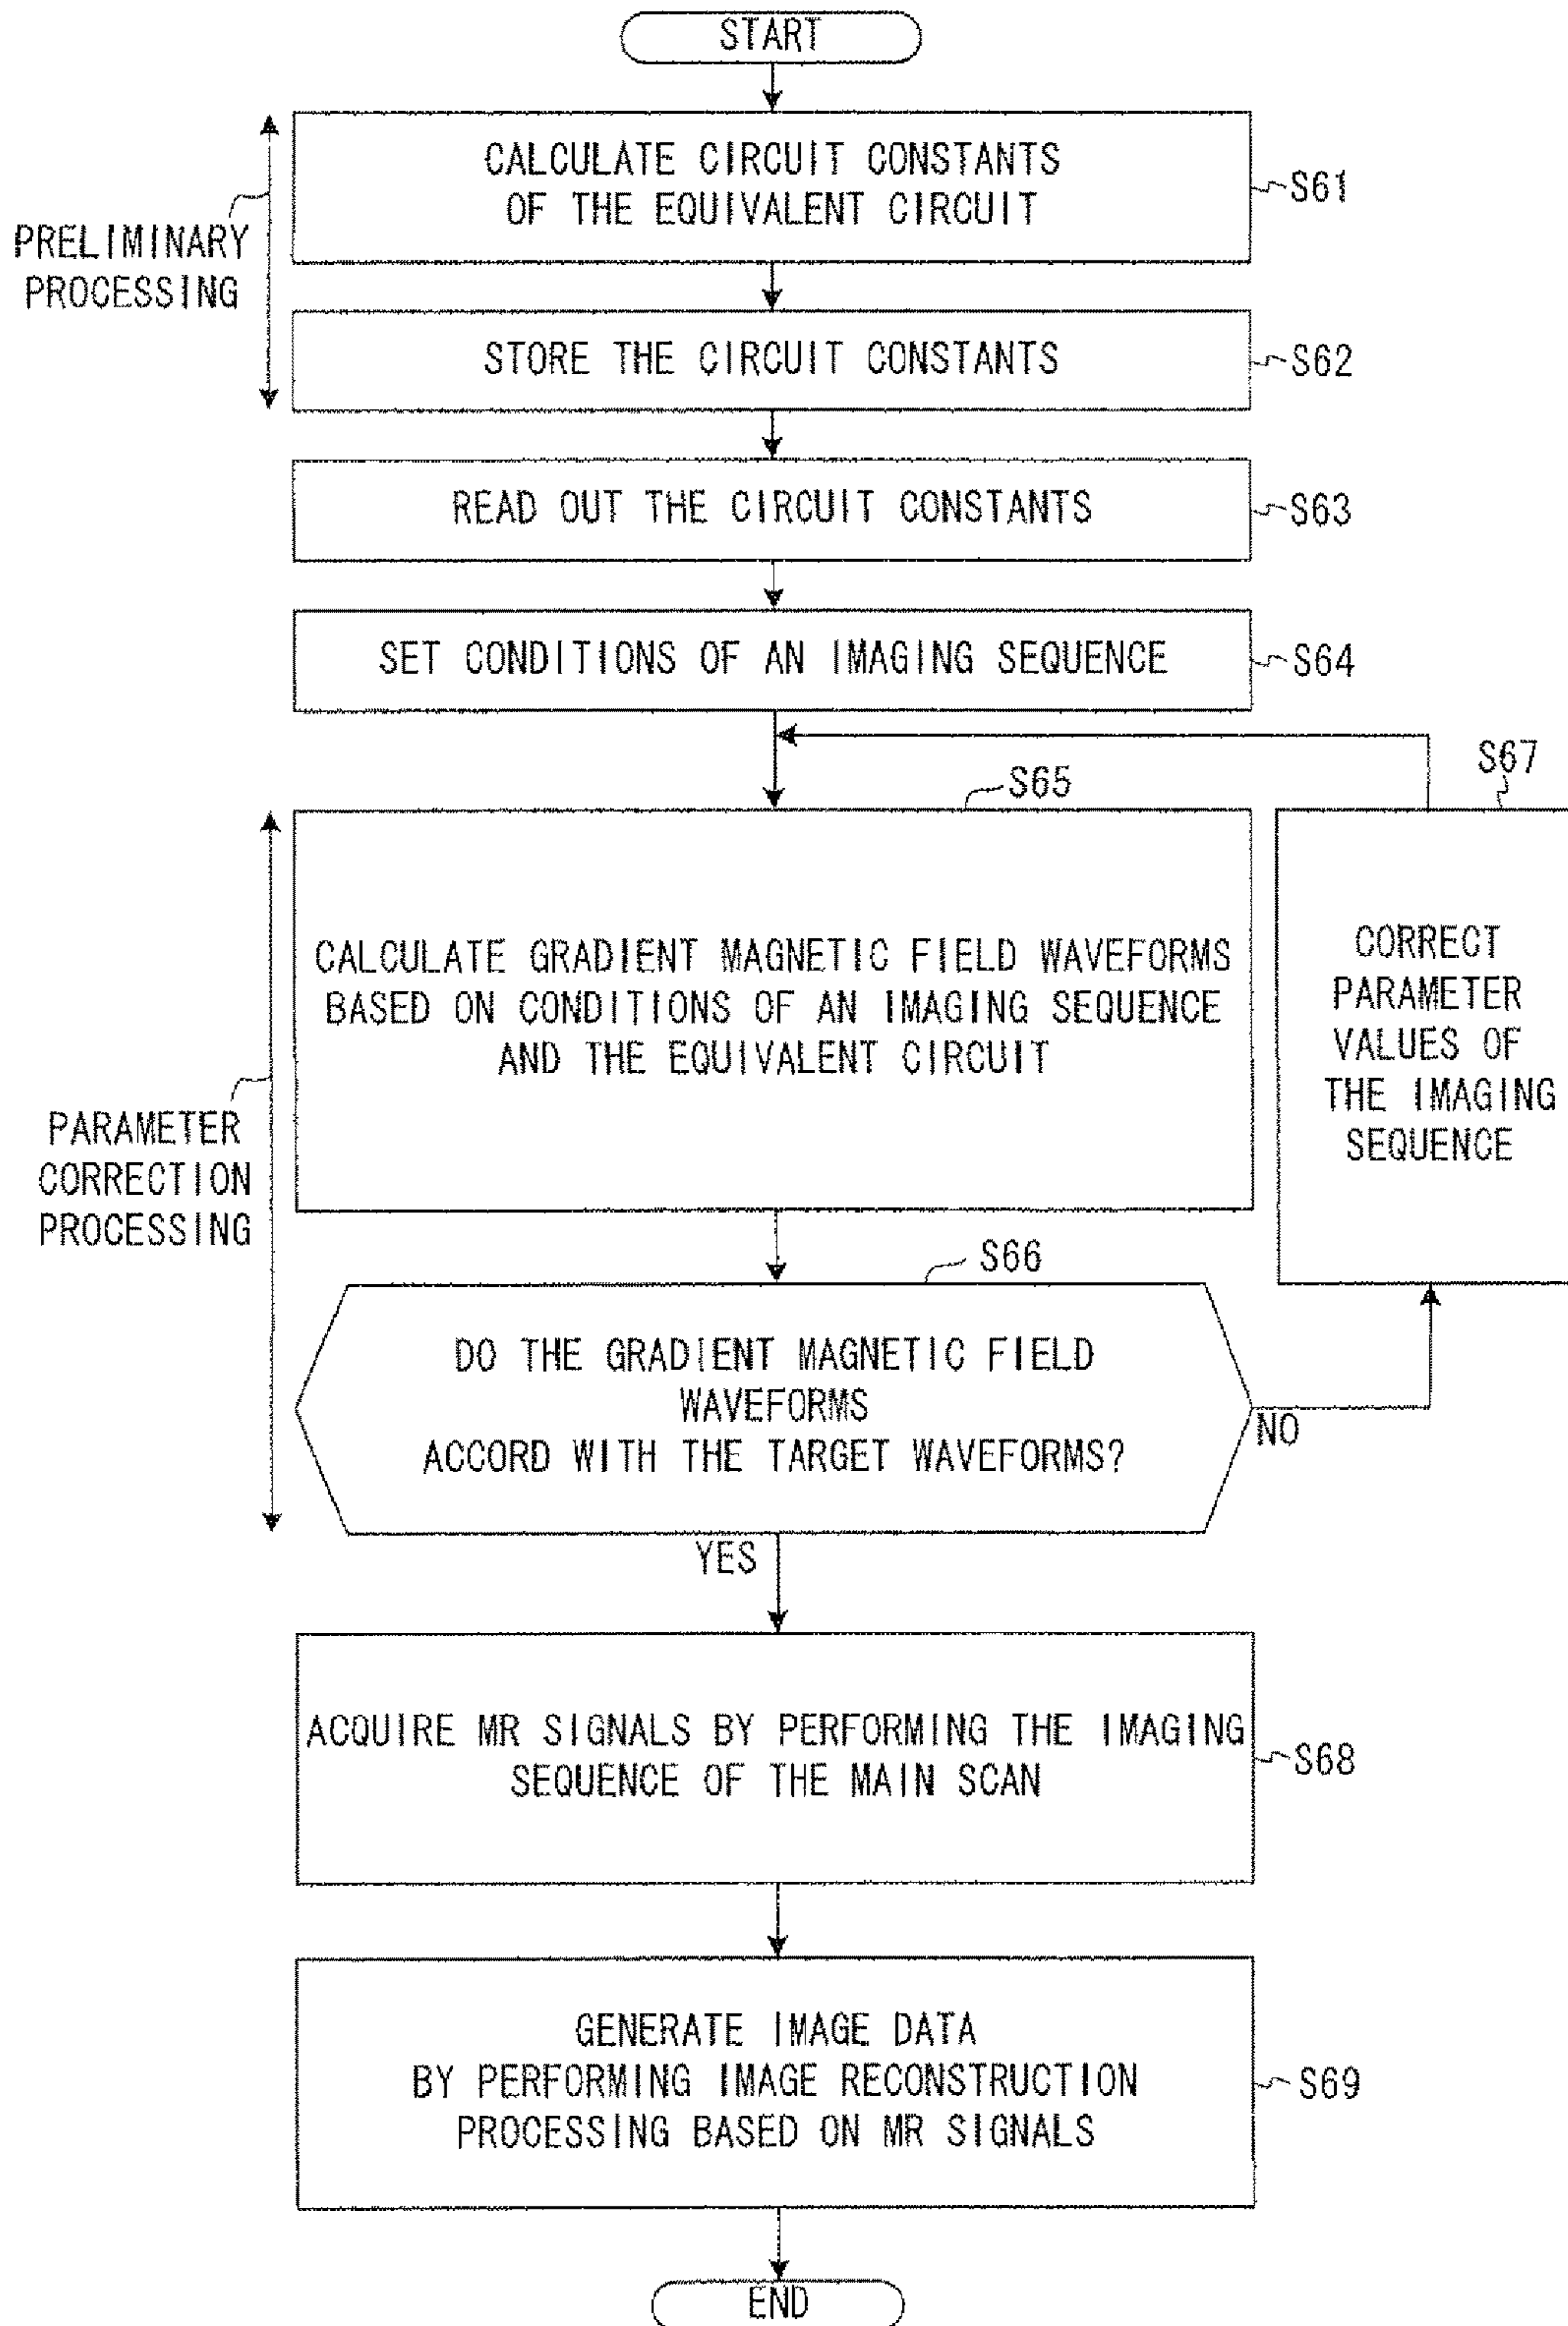 START
CALCULATE CIRCUIT CONSTANTS
OF THE EQUIVALENT CIRCUIT
S61
PRELIMINARY
PROCESSING
STORE THE CIRCUIT CONSTANTS
S62
READ OUT THE CIRCUIT CONSTANTS
S63
SET CONDITIONS OF AN IMAGING SEQUENCE
S64
S65
CALCULATE GRADIENT MAGNETIC FIELD WAVEFORMS
BASED ON CONDITIONS OF AN IMAGING SEQUENCE
AND THE EQUIVALENT CIRCUIT
S67
CORRECT
PARAMETER
VALUES OF
THE IMAGING
SEQUENCE
PARAMETER
CORRECTION
PROCESSING
S66
DO THE GRADIENT MAGNETIC FIELD
WAVEFORMS
ACCORD WITH THE TARGET WAVEFORMS?
NO
YES
ACQUIRE MR SIGNALS BY PERFORMING THE IMAGING
SEQUENCE OF THE MAIN SCAN
S68
GENERATE IMAGE DATA
BY PERFORMING IMAGE RECONSTRUCTION
PROCESSING BASED ON MR SIGNALS
S69
END